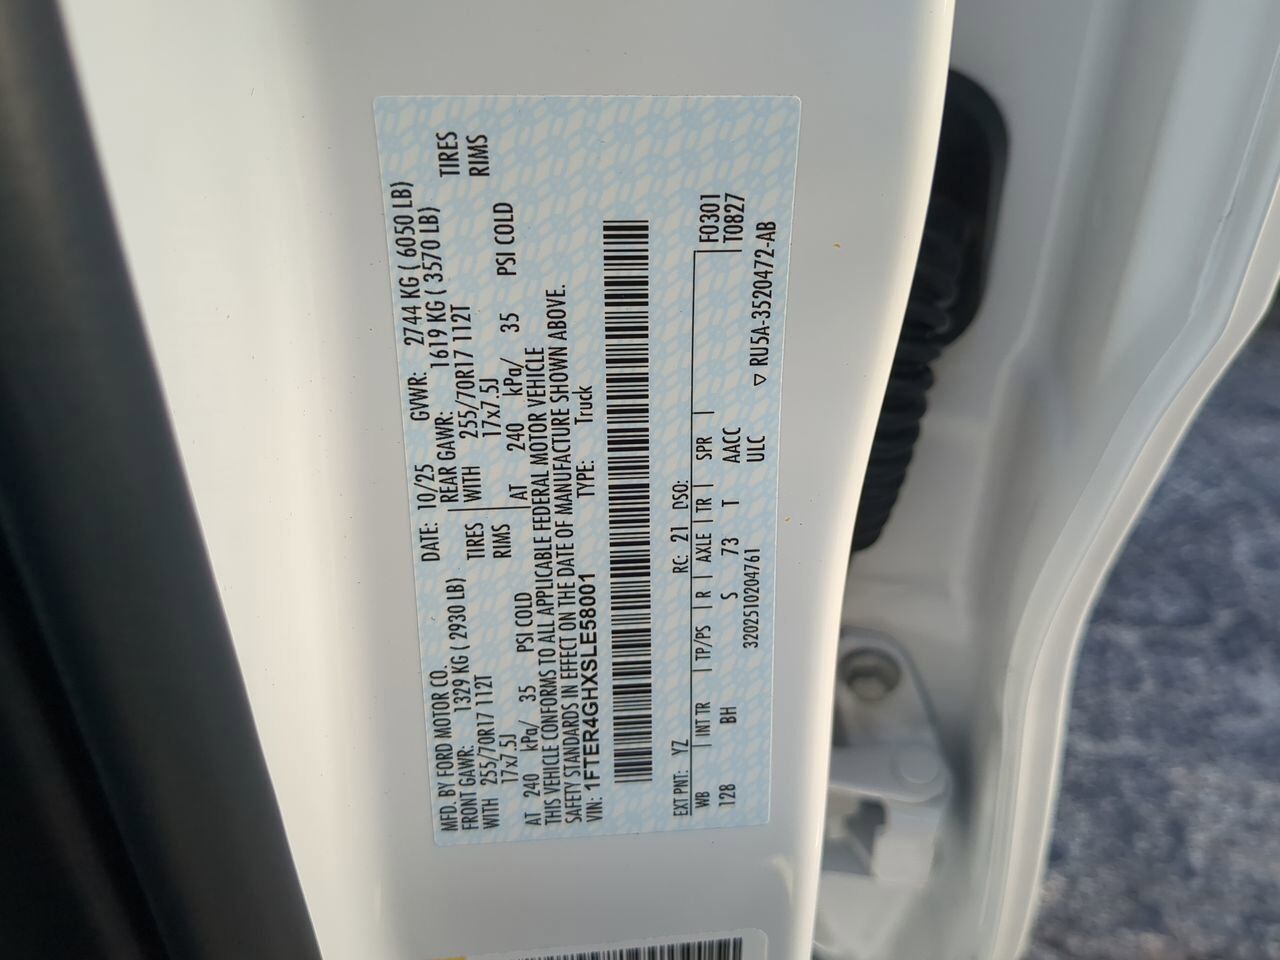 MFD. BY FORD MOTOR CO.
DATE: 10/25 GVWR: 2744 KG ( 6050 LB)
FRONT GAWR: 1329 KG ( 2930 LB)
REAR GAWR: 1619 KG ( 3570 LB)
WITH 255/70R17 112T TIRES
WITH 255/70R17 112T TIRES
17x7.5J RIMS
17x7.5J RIMS
AT 240 kPa/ 35 PSI COLD
AT 240 kPa/ 35 PSI COLD
THIS VEHICLE CONFORMS TO ALL APPLICABLE FEDERAL MOTOR VEHICLE
SAFETY STANDARDS IN EFFECT ON THE DATE OF MANUFACTURE SHOWN ABOVE.
VIN: 1FTER4GHXSLE58001 TYPE: Truck
EXT PNT: YZ RC: 21 DSO:
WB INT TR TP/PS R AXLE TR SPR F0301
128 BH S 73 T AACC T0827
3202510204761 ULC
▽ RU5A-3520472-AB